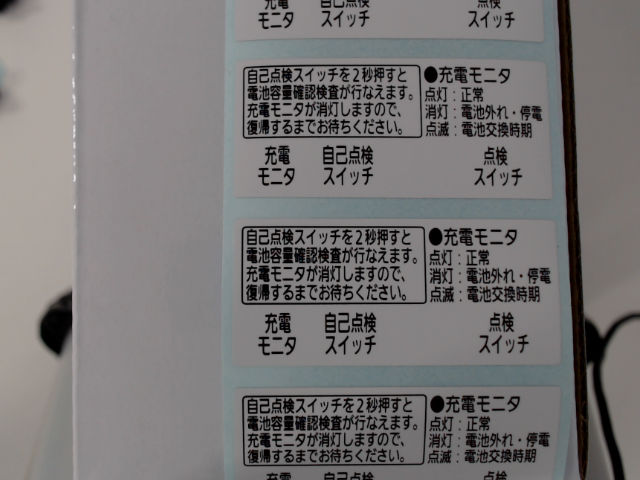 充電 自己点検 点検
モニタ スイッチ スイッチ
自己点検スイッチを2秒押すと
電池容量確認検査が行なえます。
充電モニタが消灯しますので、
復帰するまでお待ちください。
●充電モニタ
点灯：正常
消灯：電池外れ・停電
点滅：電池交換時期
充電 自己点検 点検
モニタ スイッチ スイッチ
自己点検スイッチを2秒押すと
電池容量確認検査が行なえます。
充電モニタが消灯しますので、
復帰するまでお待ちください。
●充電モニタ
点灯：正常
消灯：電池外れ・停電
点滅：電池交換時期
充電 自己点検 点検
モニタ スイッチ スイッチ
自己点検スイッチを2秒押すと
電池容量確認検査が行なえます。
充電モニタが消灯しますので、
復帰するまでお待ちください。
●充電モニタ
点灯：正常
消灯：電池外れ・停電
点滅：電池交換時期
充電 自己点検 点検